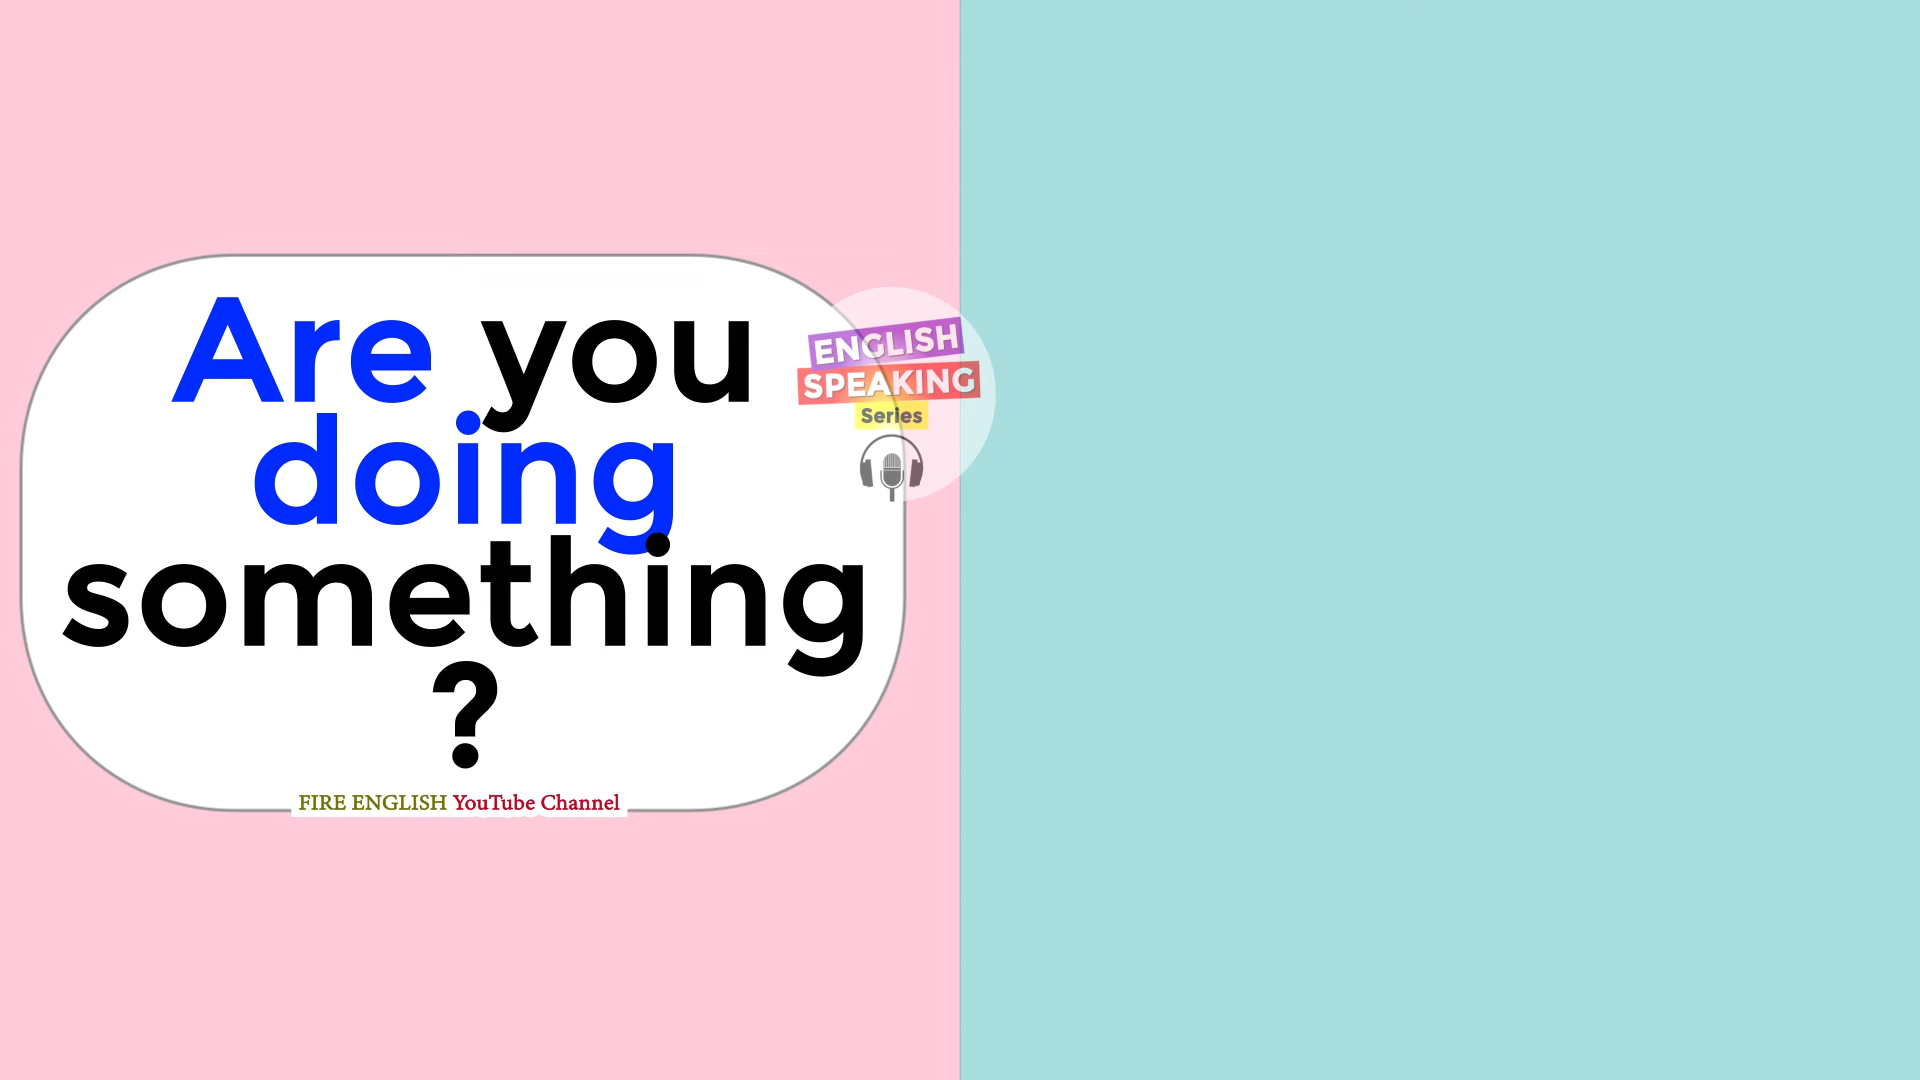 Are you
doing
something
?
ENGLISH
SPEAKING
Series
FIRE ENGLISH YouTube Channel